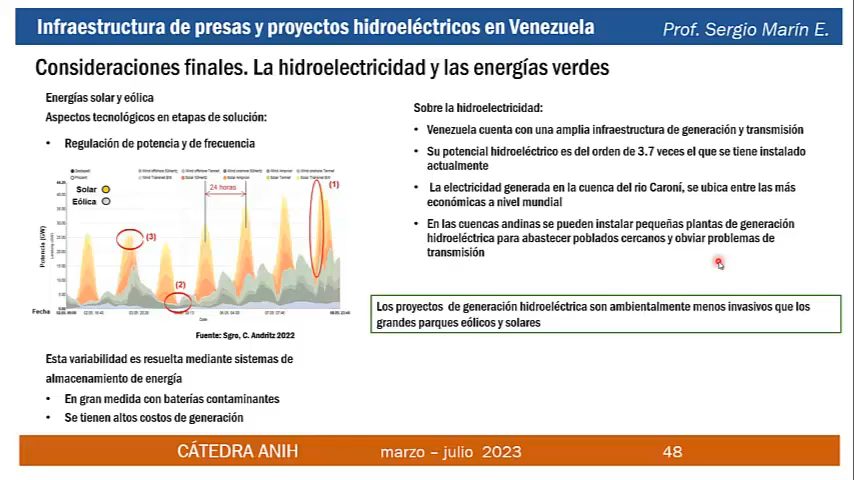 Infraestructura de presas y proyectos hidroeléctricos en Venezuela
Prof. Sergio Marín E.
Consideraciones finales. La hidroelectricidad y las energías verdes
Energías solar y eólica
Aspectos tecnológicos en etapas de solución:
• Regulación de potencia y de frecuencia
Solar
Eólica
24 horas
(1)
(3)
(2)
Potencia (GW)
Fecha
Date
Fuente: Sgro, C. Andritz 2022
Esta variabilidad es resuelta mediante sistemas de
almacenamiento de energía
• En gran medida con baterías contaminantes
• Se tienen altos costos de generación
Sobre la hidroelectricidad:
• Venezuela cuenta con una amplia infraestructura de generación y transmisión
• Su potencial hidroeléctrico es del orden de 3.7 veces el que se tiene instalado
actualmente
• La electricidad generada en la cuenca del rio Caroní, se ubica entre las más
económicas a nivel mundial
• En las cuencas andinas se pueden instalar pequeñas plantas de generación
hidroeléctrica para abastecer poblados cercanos y obviar problemas de
transmisión
Los proyectos de generación hidroeléctrica son ambientalmente menos invasivos que los
grandes parques eólicos y solares
CÁTEDRA ANIH
marzo – julio 2023
48